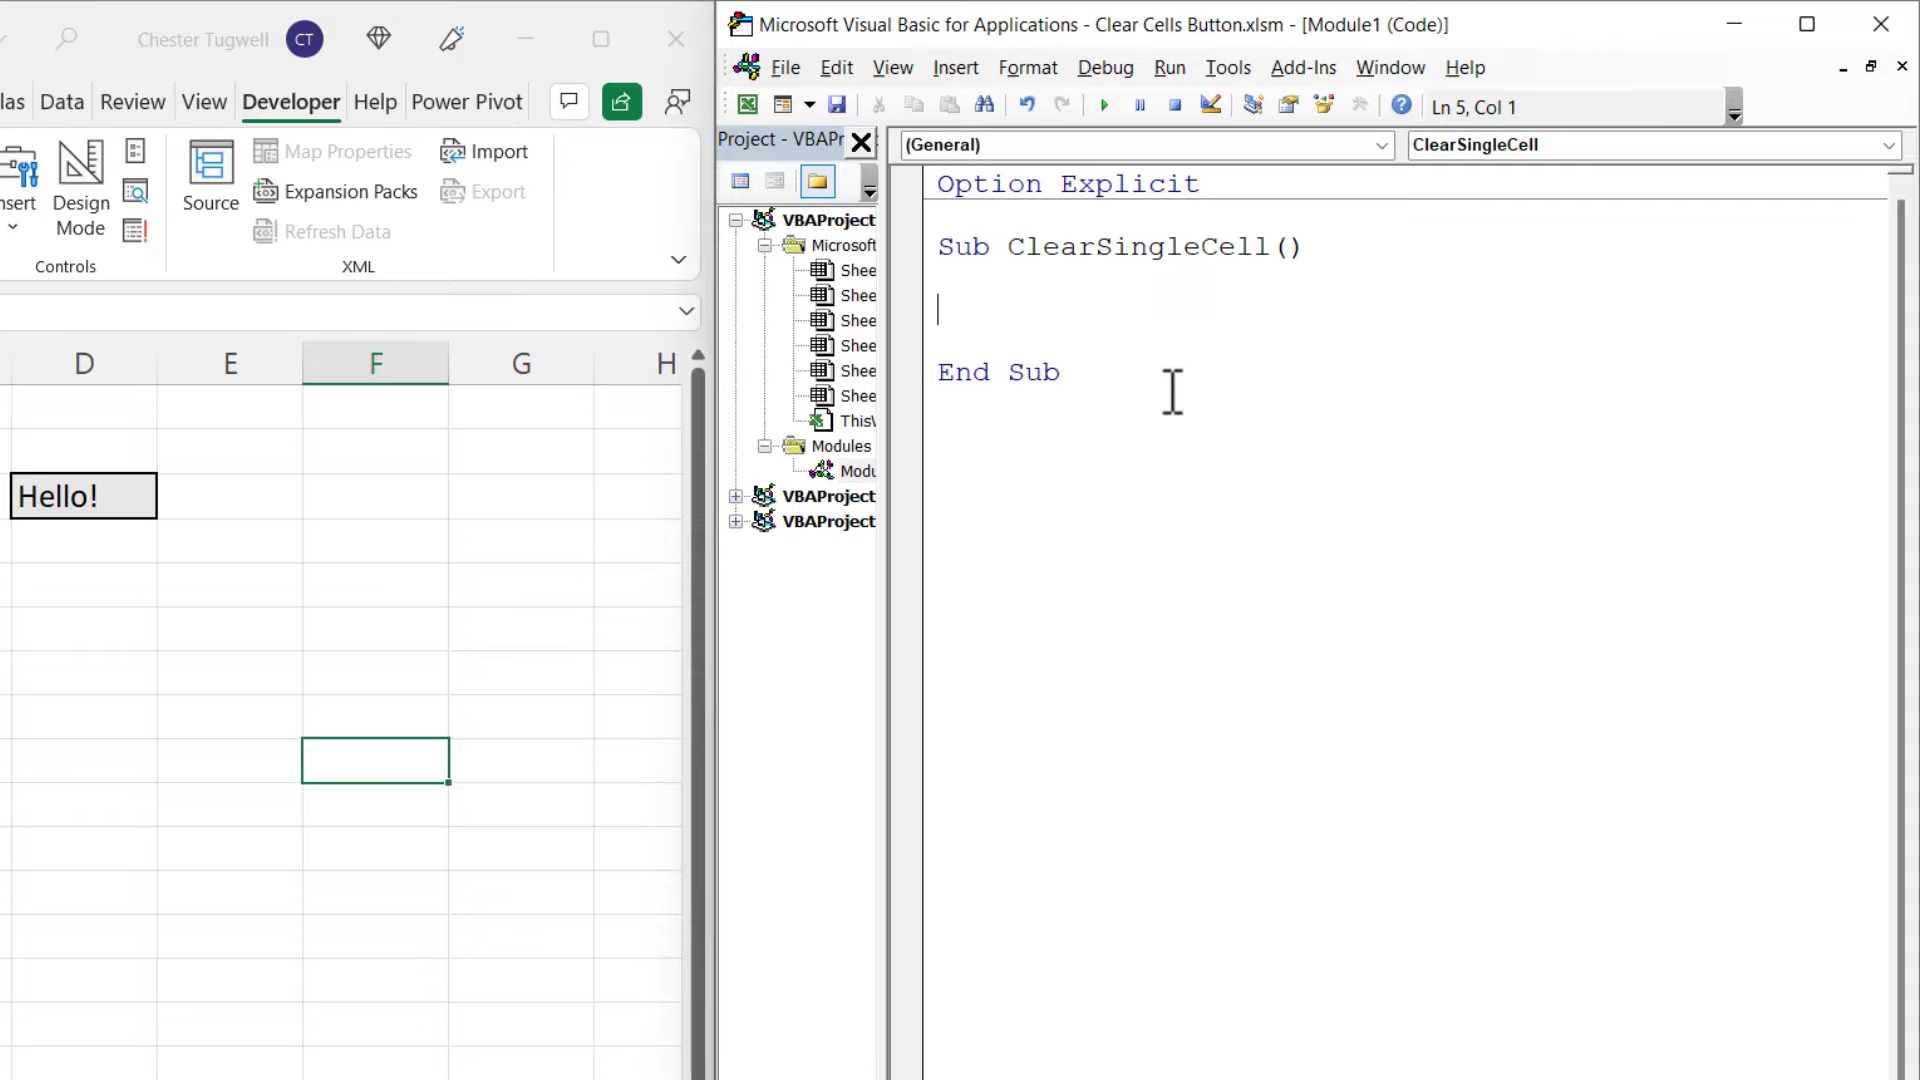 Chester Tugwell CT
las Data Review View Developer Help Power Pivot
nsert
Design Mode
Controls
Source
Map Properties
Expansion Packs
Refresh Data
Import
Export
XML
D E F G H
Hello!
Microsoft Visual Basic for Applications - Clear Cells Button.xlsm - [Module1 (Code)]
File Edit View Insert Format Debug Run Tools Add-Ins Window Help
Ln 5, Col 1
Project - VBAPr
VBAProject
Microsoft
Shee
Shee
Shee
Shee
Shee
Shee
ThisV
Modules
Modu
VBAProject
VBAProject
(General)
ClearSingleCell
Option Explicit
Sub ClearSingleCell()
End Sub